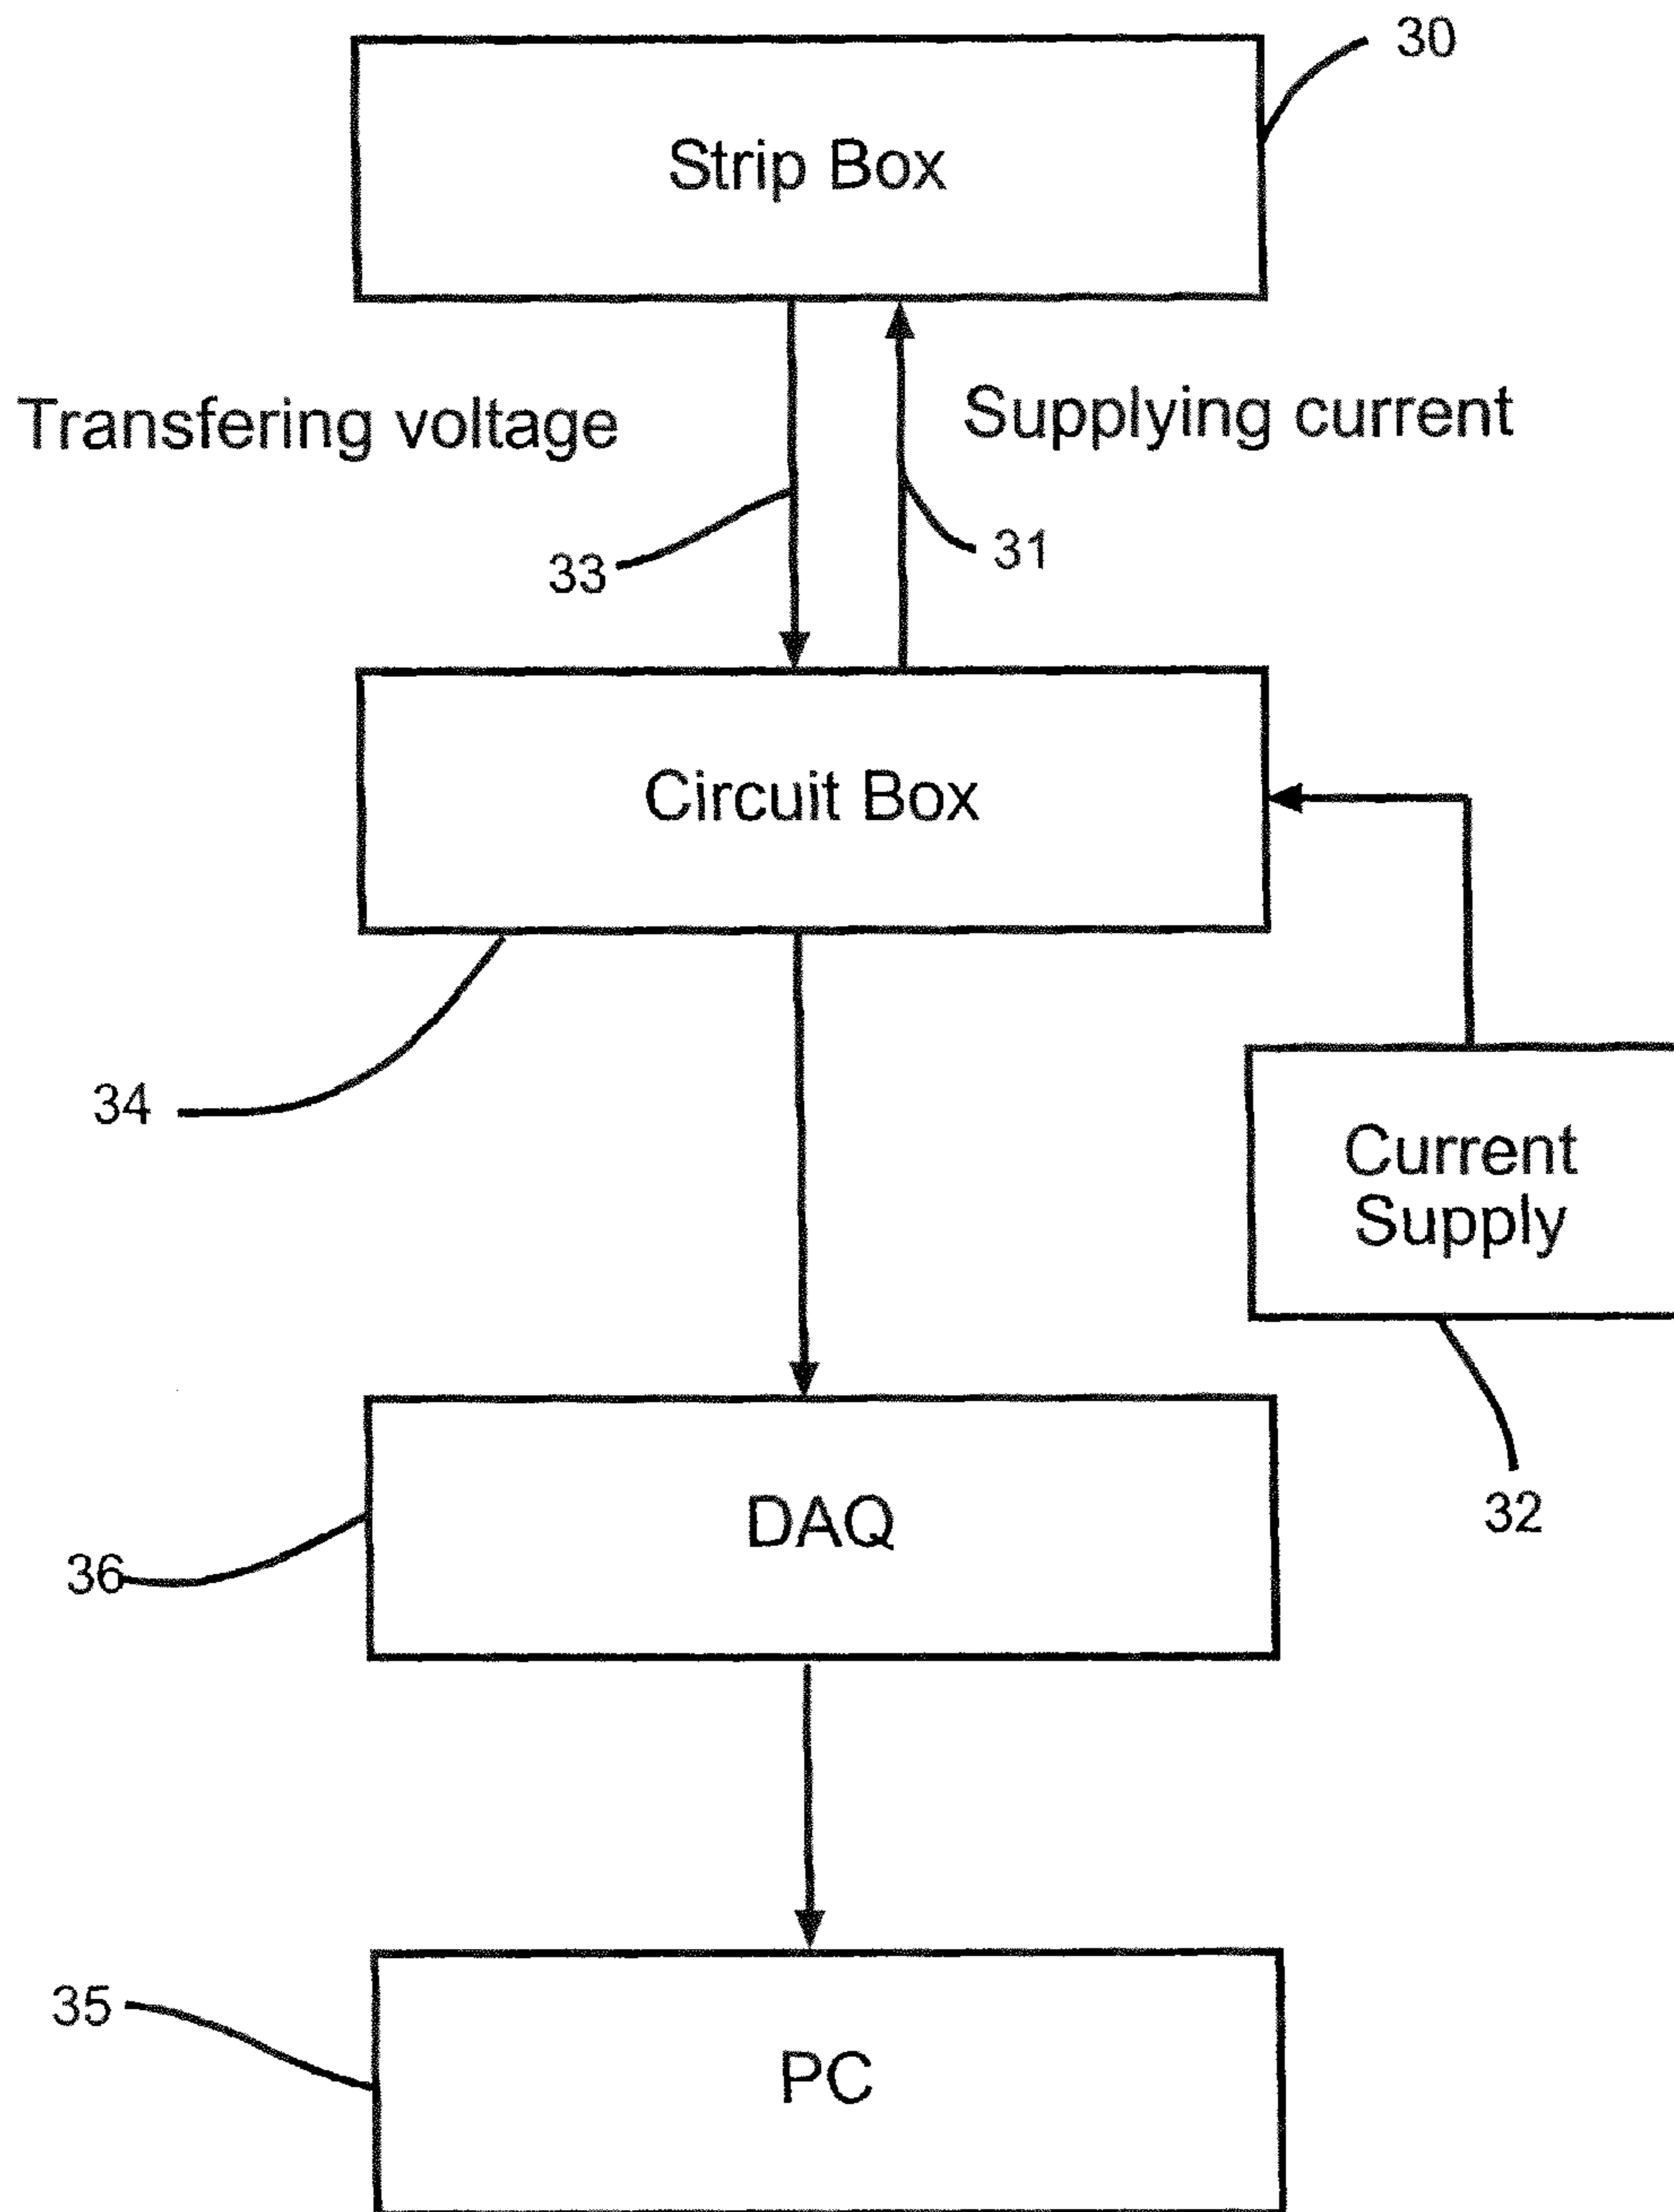 30
Strip Box
Transfering voltage
Supplying current
33
31
Circuit Box
34
Current
Supply
32
DAQ
36
35
PC